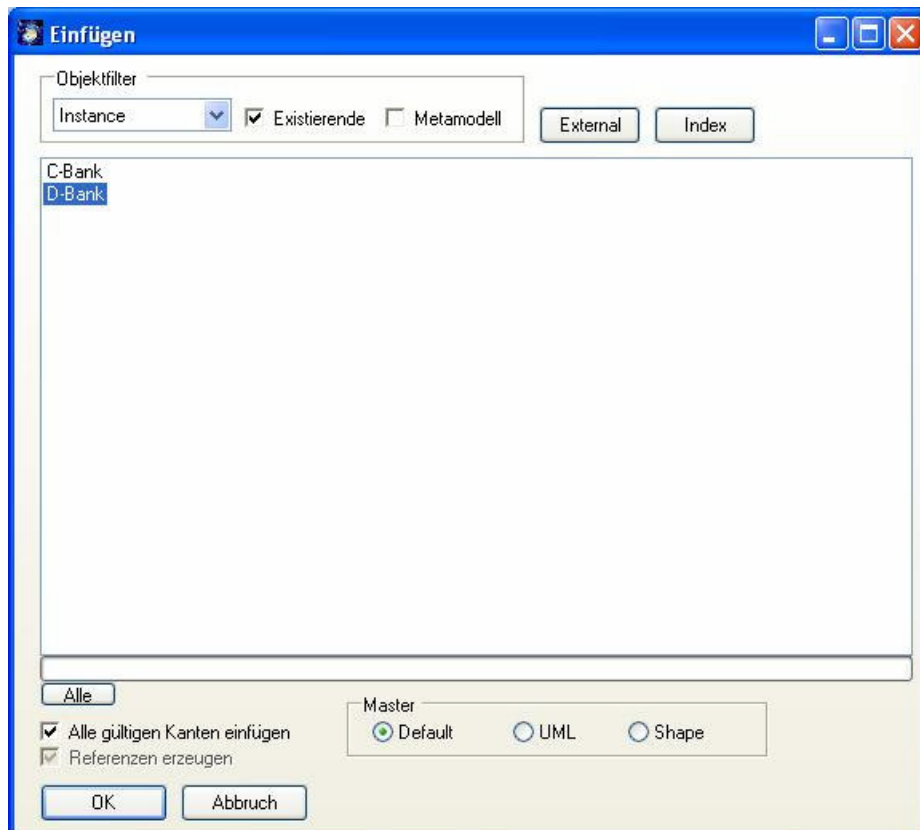 Einfügen
Objektfilter
Instance Existierende Metamodell External Index
C-Bank
D-Bank
Alle
Master
Alle gültigen Kanten einfügen Default UML Shape
Referenzen erzeugen
OK Abbruch